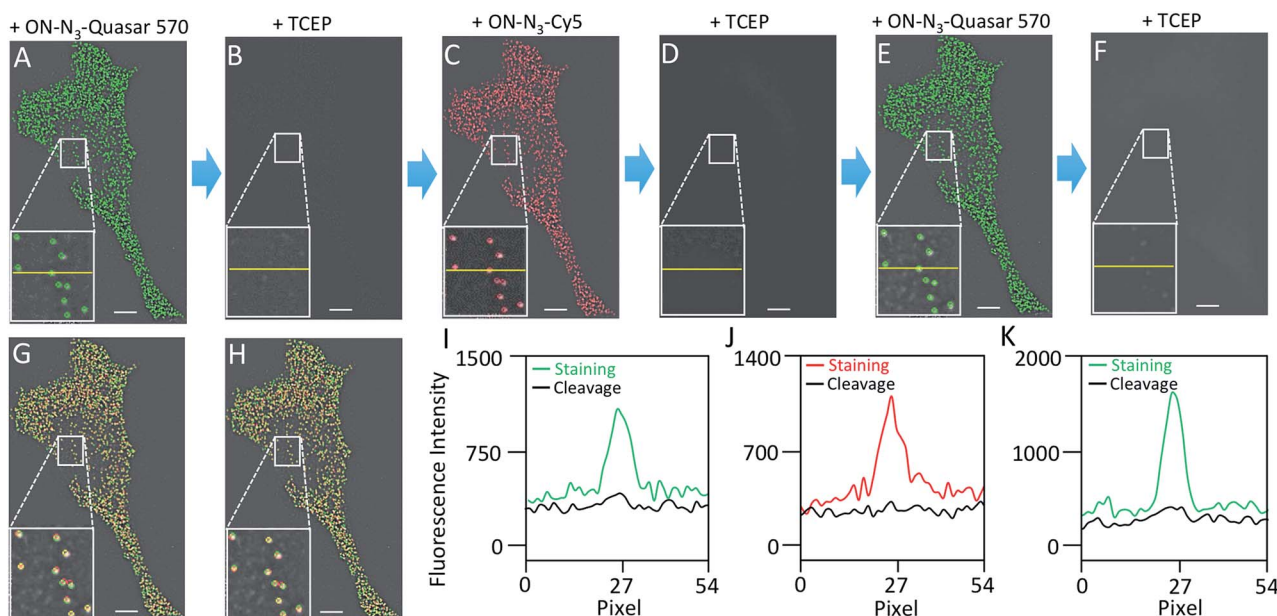 + ON-N3-Quasar 570
+ TCEP
+ ON-N3-Cy5
+ TCEP
+ ON-N3-Quasar 570
+ TCEP
A
B
C
D
E
F
G
H
I
Fluorescence Intensity
1500
750
0
Staining
Cleavage
0
27
54
Pixel
J
1400
700
0
Staining
Cleavage
0
27
54
Pixel
K
2000
1000
0
Staining
Cleavage
0
27
54
Pixel